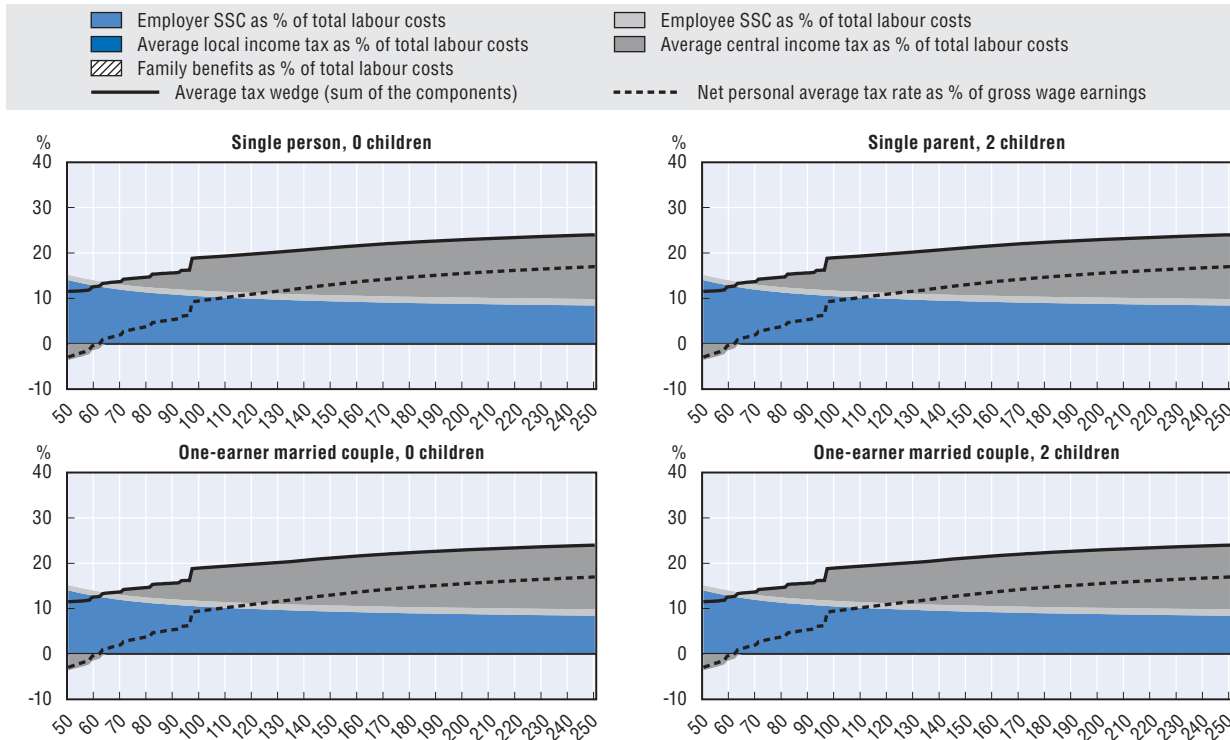 Employer SSC as % of total labour costs
Employee SSC as % of total labour costs
Average local income tax as % of total labour costs
Average central income tax as % of total labour costs
Family benefits as % of total labour costs
Average tax wedge (sum of the components)
Net personal average tax rate as % of gross wage earnings
%
Single person, 0 children
40
30
20
10
0
-10
50 60 70 80 90 100 110 120 130 140 150 160 170 180 190 200 210 220 230 240 250
%
Single parent, 2 children
40
30
20
10
0
-10
50 60 70 80 90 100 110 120 130 140 150 160 170 180 190 200 210 220 230 240 250
%
One-earner married couple, 0 children
40
30
20
10
0
-10
50 60 70 80 90 100 110 120 130 140 150 160 170 180 190 200 210 220 230 240 250
%
One-earner married couple, 2 children
40
30
20
10
0
-10
50 60 70 80 90 100 110 120 130 140 150 160 170 180 190 200 210 220 230 240 250